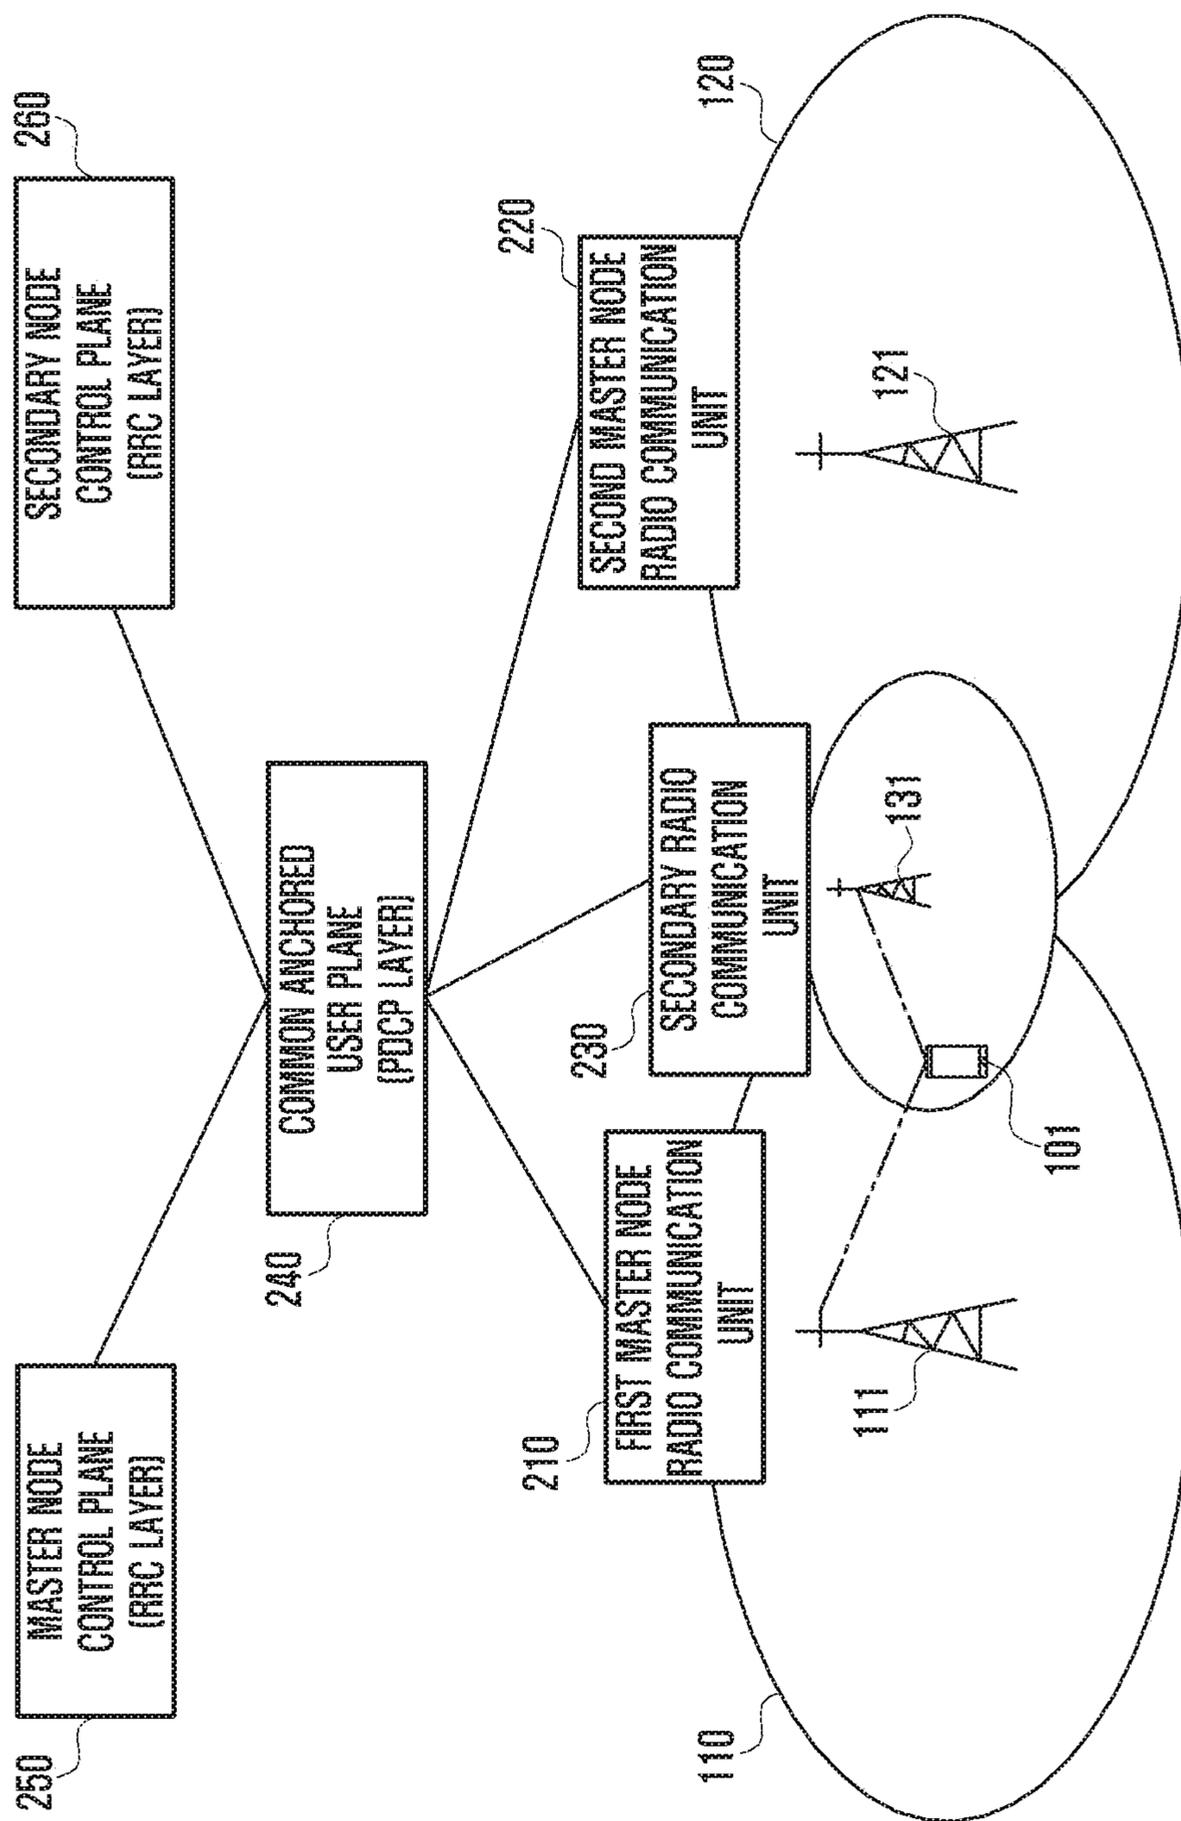 250
MASTER NODE
CONTROL PLANE
(RRC LAYER)
260
SECONDARY NODE
CONTROL PLANE
(RRC LAYER)
240
COMMON ANCHORED
USER PLANE
(PDCP LAYER)
210
FIRST MASTER NODE
RADIO COMMUNICATION
UNIT
230
SECONDARY RADIO
COMMUNICATION
UNIT
220
SECOND MASTER NODE
RADIO COMMUNICATION
UNIT
110
120
111
101
131
121